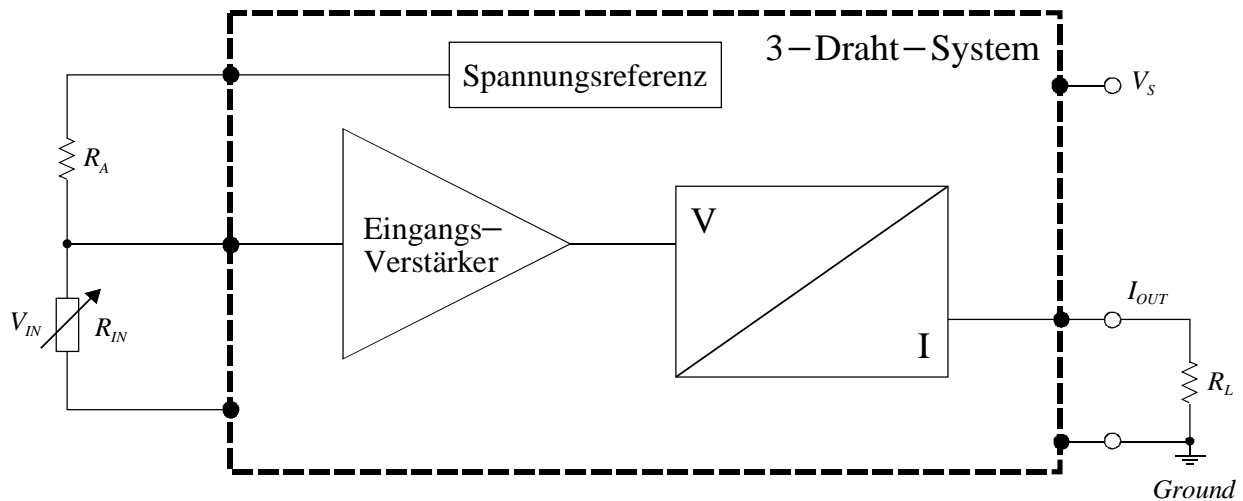 3−Draht−System
Spannungsreferenz
V_S
R_A
Eingangs−
Verstärker
V
I
I_OUT
V_IN
R_IN
R_L
Ground